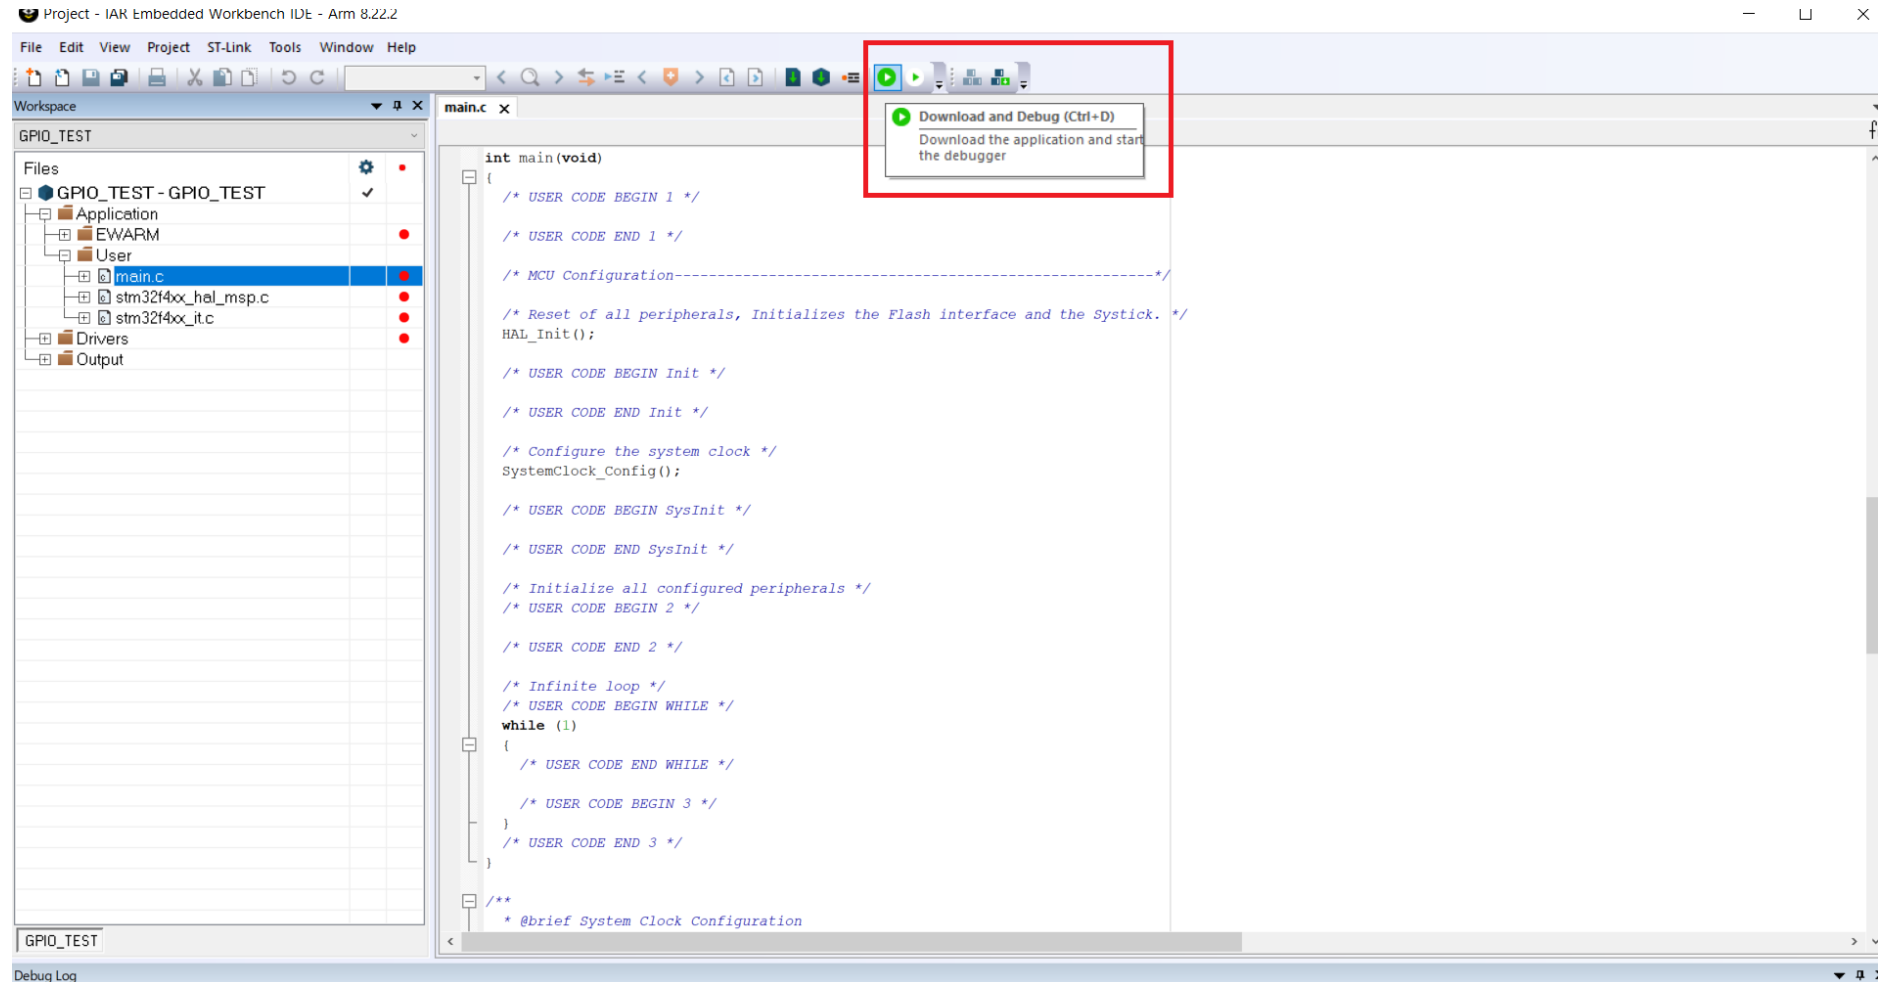 Project - IAR Embedded Workbench IDE - Arm 8.22.2
File Edit View Project ST-Link Tools Window Help
Workspace
main.c
Download and Debug (Ctrl+D)
Download the application and start
the debugger
GPIO_TEST
Files
GPIO_TEST - GPIO_TEST
Application
EWARM
User
main.c
stm32f4xx_hal_msp.c
stm32f4xx_it.c
Drivers
Output
int main(void)
{
/* USER CODE BEGIN 1 */
/* USER CODE END 1 */
/* MCU Configuration--------------------------------------------------------*/
/* Reset of all peripherals, Initializes the Flash interface and the Systick. */
HAL_Init();
/* USER CODE BEGIN Init */
/* USER CODE END Init */
/* Configure the system clock */
SystemClock_Config();
/* USER CODE BEGIN SysInit */
/* USER CODE END SysInit */
/* Initialize all configured peripherals */
/* USER CODE BEGIN 2 */
/* USER CODE END 2 */
/* Infinite loop */
/* USER CODE BEGIN WHILE */
while (1)
{
/* USER CODE END WHILE */
/* USER CODE BEGIN 3 */
}
/* USER CODE END 3 */
}
/**
* @brief System Clock Configuration
GPIO_TEST
Debug Log